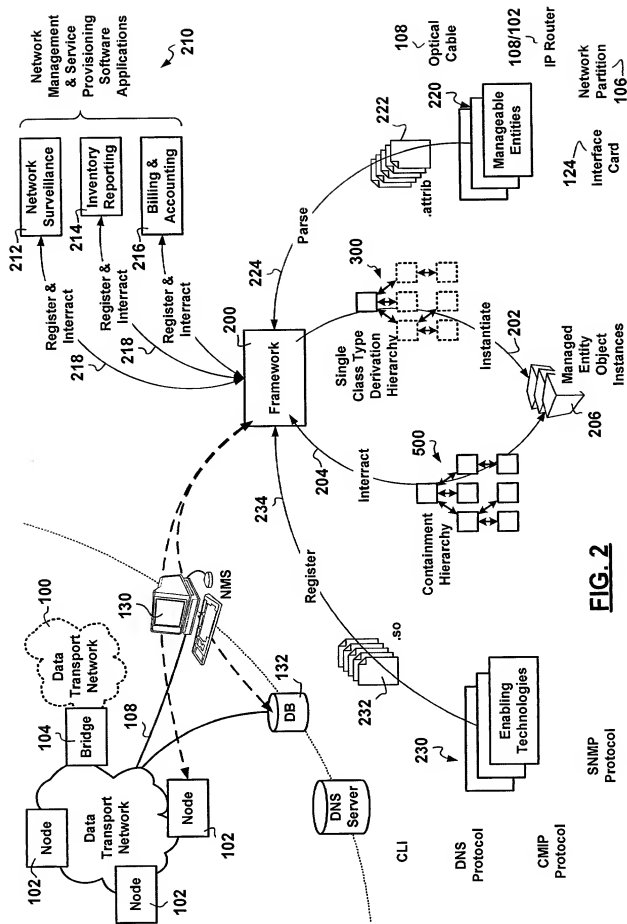 Network
Management
& Service
Provisioning
Software
Applications
210
212
Network
Surveillance
214
Inventory
Reporting
216
Billing &
Accounting
Register &
Interract
218
Register &
Interract
218
Register &
Interract
200
Framework
100
Data
Transport
Network
104
Bridge
108
Node
102
Data
Transport
Network
Node
102
Node
102
130
NMS
132
DB
DNS
Server
Parse
224
222
.attrib
220
Manageable
Entities
108
Optical
Cable
108/102
IP Router
Network
Partition
106
124
Interface
Card
300
Single
Class Type
Derivation
Hierarchy
Instantiate
202
Managed
Entity
Object
Instances
206
204
Interract
500
Containment
Hierarchy
234
Register
.so
232
230
Enabling
Technologies
CLI
DNS
Protocol
CMIP
Protocol
SNMP
Protocol
FIG. 2